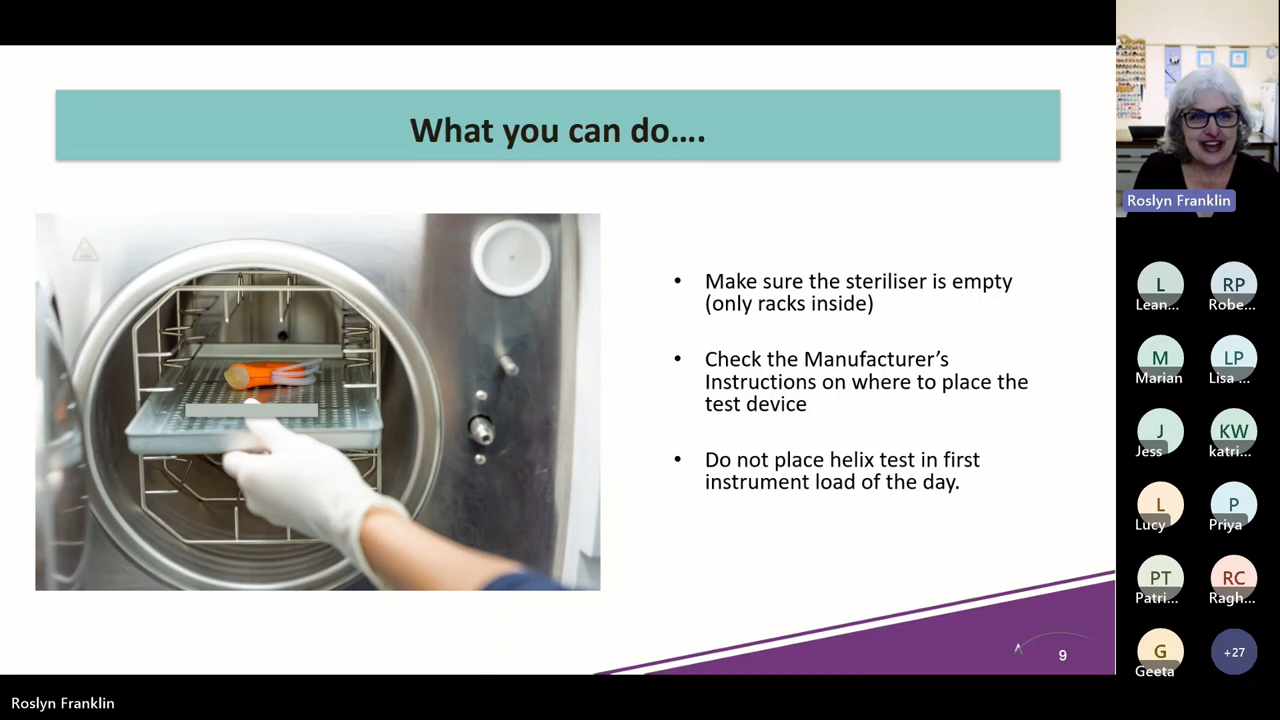 What you can do....
• Make sure the steriliser is empty
(only racks inside)
• Check the Manufacturer’s
Instructions on where to place the
test device
• Do not place helix test in first
instrument load of the day.
9
Roslyn Franklin
L
Lean...
RP
Robe...
M
Marian
LP
Lisa ...
J
Jess
KW
katri...
L
Lucy
P
Priya
PT
Patri...
RC
Ragh...
G
Geeta
+27
Roslyn Franklin